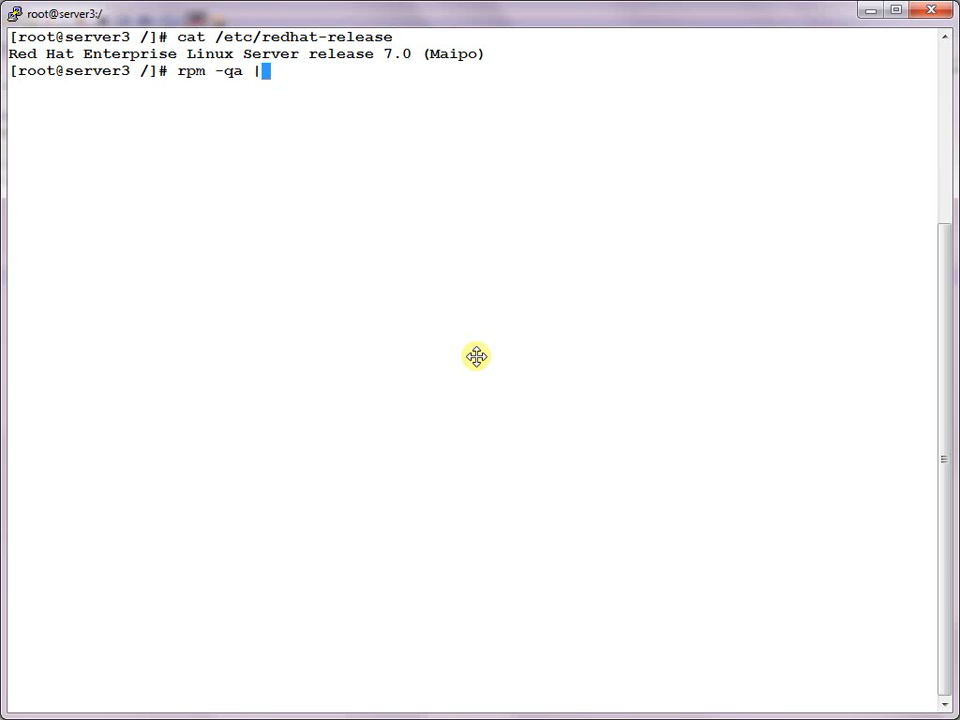 root@server3:/
[root@server3 /]# cat /etc/redhat-release
Red Hat Enterprise Linux Server release 7.0 (Maipo)
[root@server3 /]# rpm -qa |